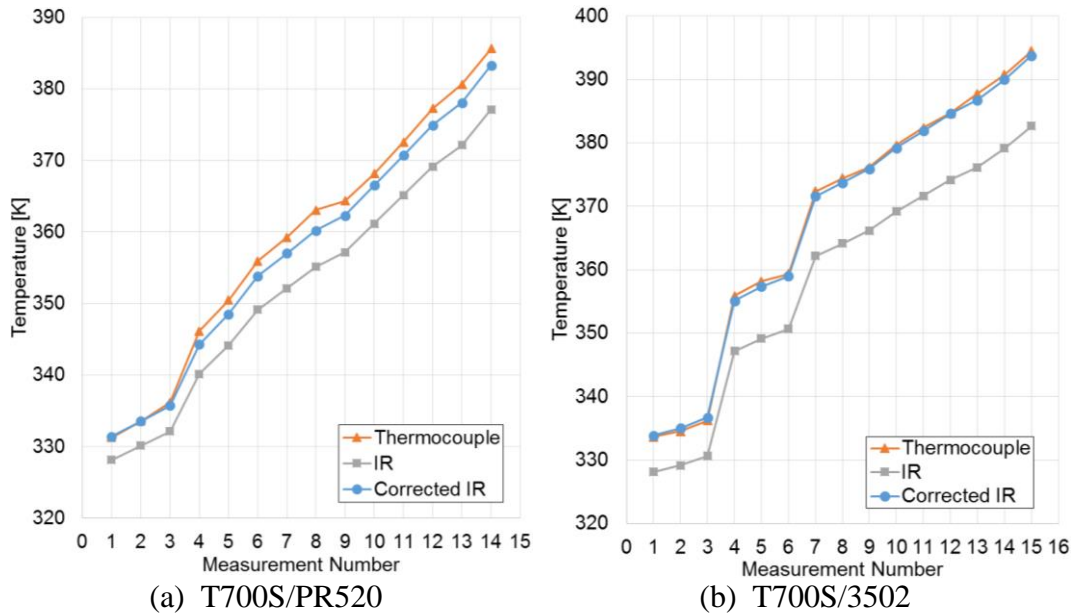 390
380
370
360
350
340
330
320
Temperature [K]
Thermocouple
IR
Corrected IR
0 1 2 3 4 5 6 7 8 9 10 11 12 13 14 15
Measurement Number
(a) T700S/PR520
400
390
380
370
360
350
340
330
320
Temperature [K]
Thermocouple
IR
Corrected IR
0 1 2 3 4 5 6 7 8 9 10 11 12 13 14 15 16
Measurement Number
(b) T700S/3502